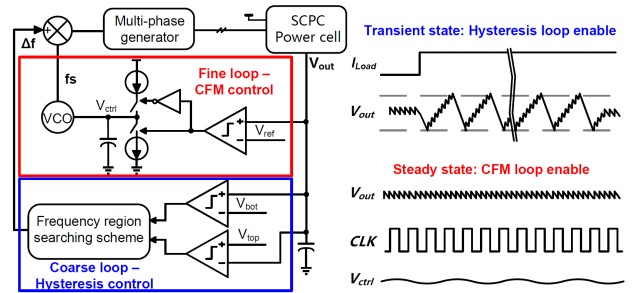 Δf
Multi-phase
generator
SCPC
Power cell
Vout
fs
Fine loop –
CFM control
Vctrl
VCO
Vref
Vbot
Frequency region
searching scheme
Vtop
Coarse loop –
Hysteresis control
Transient state: Hysteresis loop enable
ILoad
Vout
Steady state: CFM loop enable
Vout
CLK
Vctrl